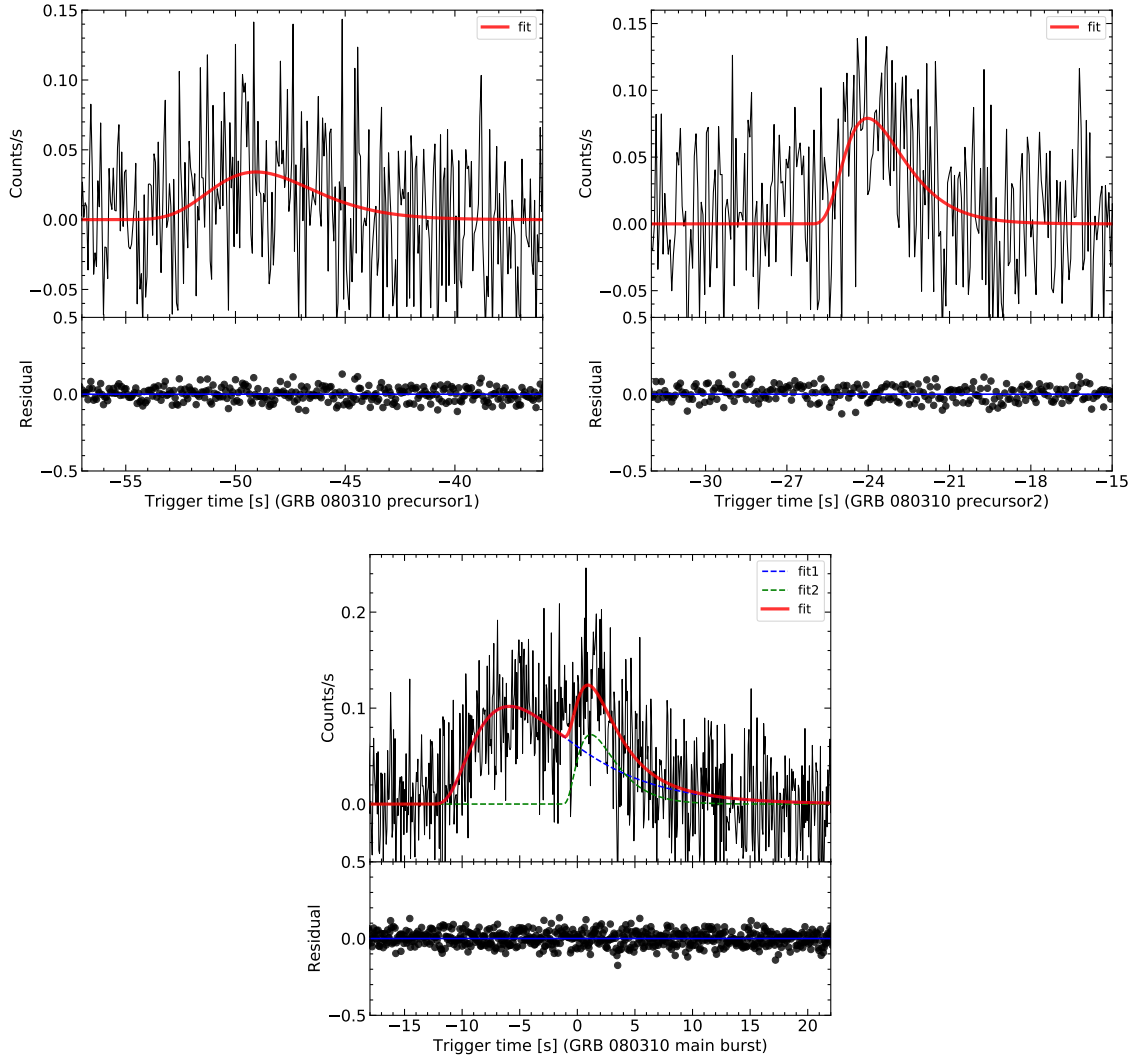 fit
0.15
0.10
0.05
0.00
−0.05
Counts/s
0.5
0.0
−0.5
Residual
−55 −50 −45 −40
Trigger time [s] (GRB 080310 precursor1)
fit
0.15
0.10
0.05
0.00
−0.05
Counts/s
0.5
0.0
−0.5
Residual
−30 −27 −24 −21 −18 −15
Trigger time [s] (GRB 080310 precursor2)
fit1
fit2
fit
0.2
0.1
0.0
Counts/s
0.5
0.0
−0.5
Residual
−15 −10 −5 0 5 10 15 20
Trigger time [s] (GRB 080310 main burst)